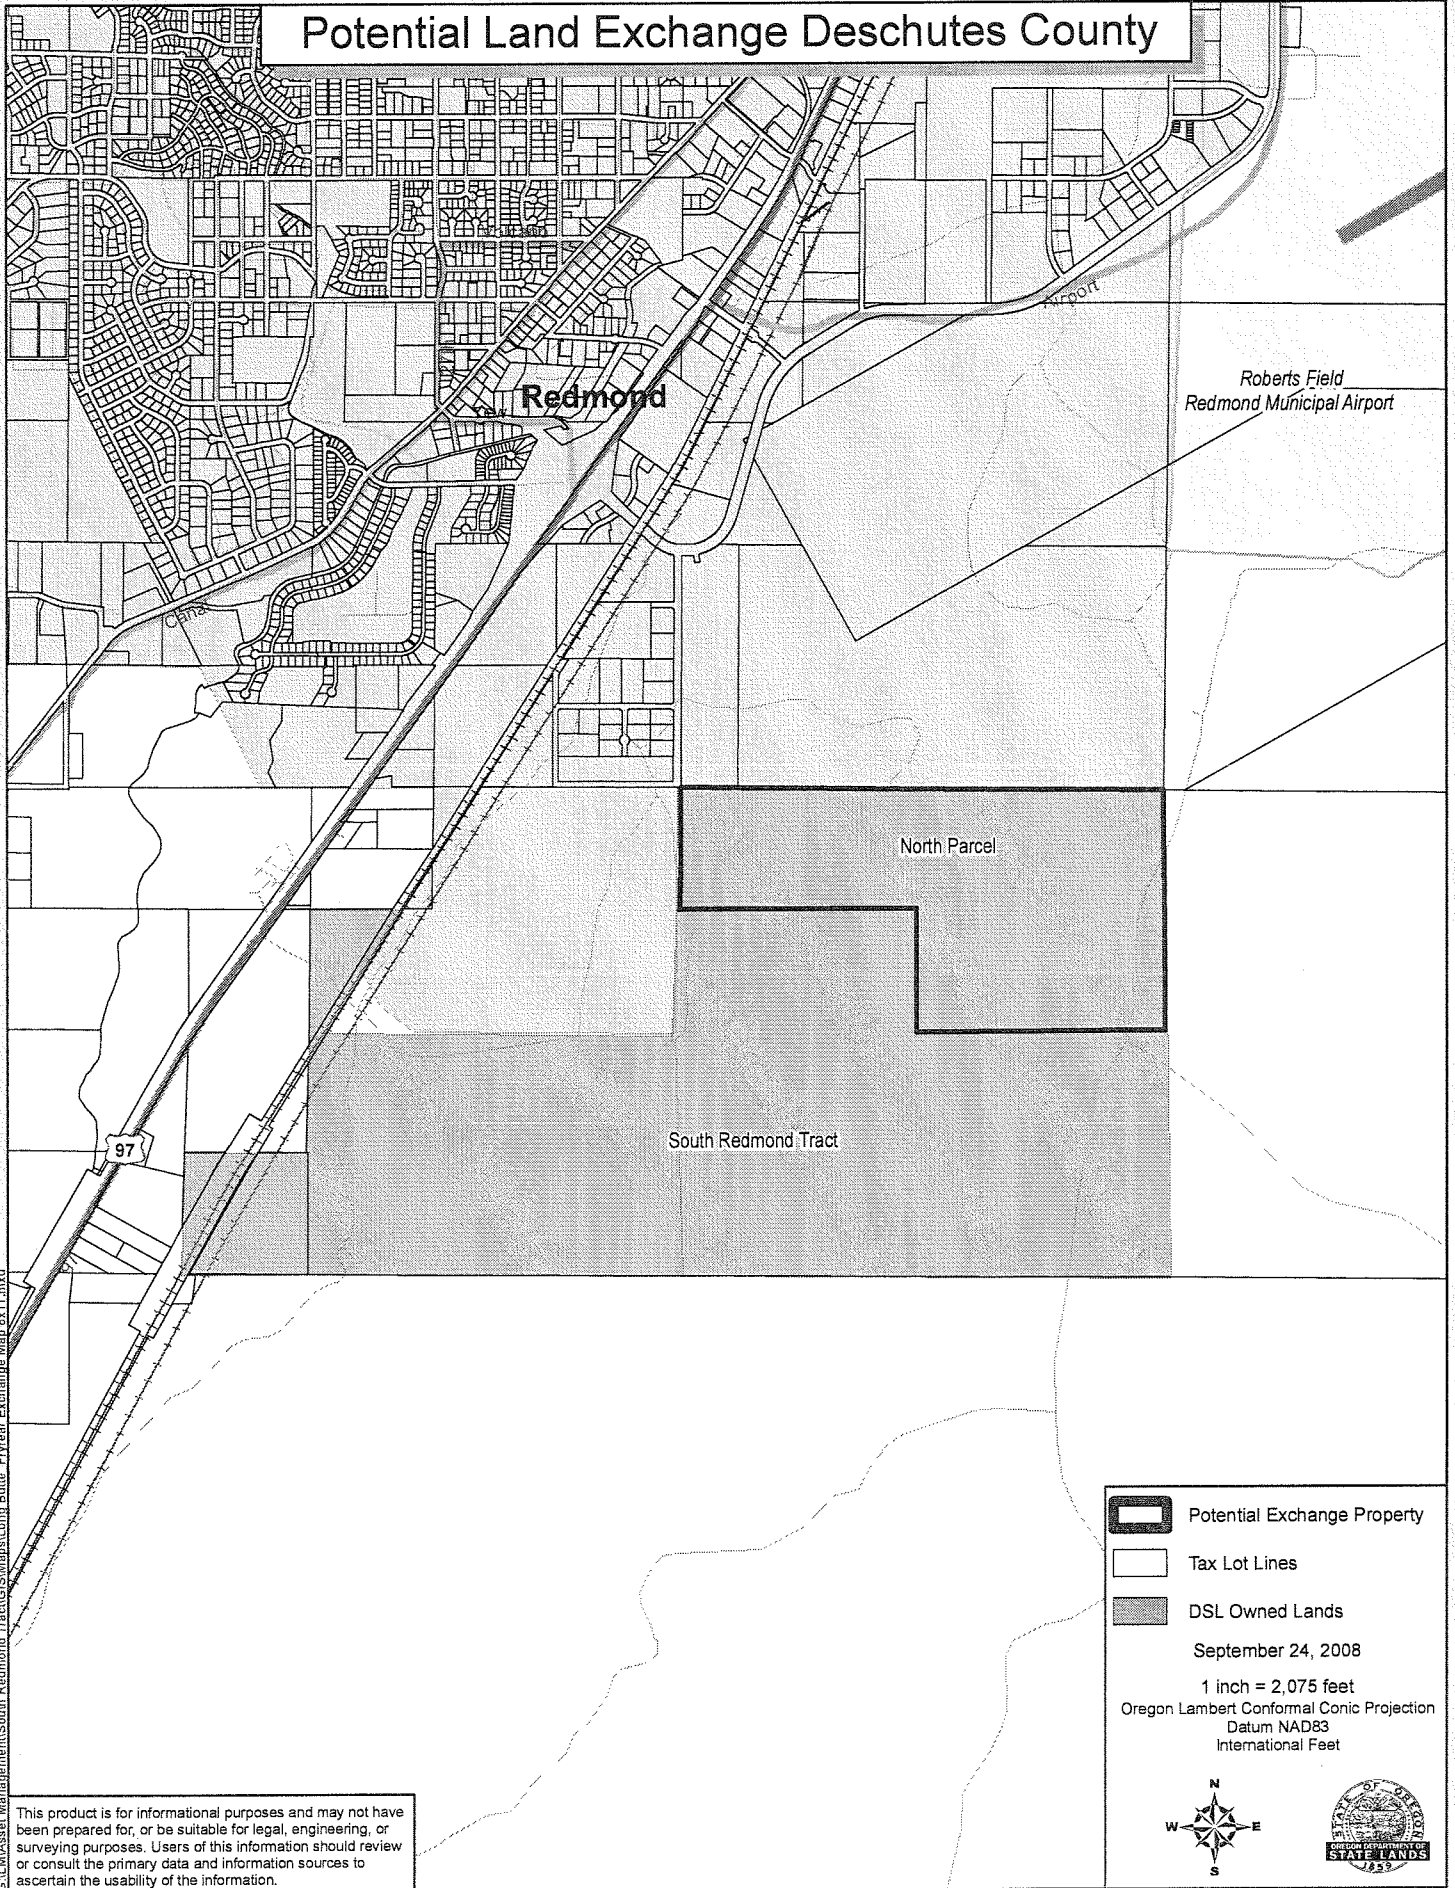 Potential Land Exchange Deschutes County
Airport
Roberts Field
Redmond Municipal Airport
Redmond
Yew
Canal
North Parcel
South Redmond Tract
97
Potential Exchange Property
Tax Lot Lines
DSL Owned Lands
September 24, 2008
1 inch = 2,075 feet
Oregon Lambert Conformal Conic Projection
Datum NAD83
International Feet
N
W E
S
STATE OF OREGON
OREGON DEPARTMENT OF
STATE LANDS
1859
This product is for informational purposes and may not have
been prepared for, or be suitable for legal, engineering, or
surveying purposes. Users of this information should review
or consult the primary data and information sources to
ascertain the usability of the information.